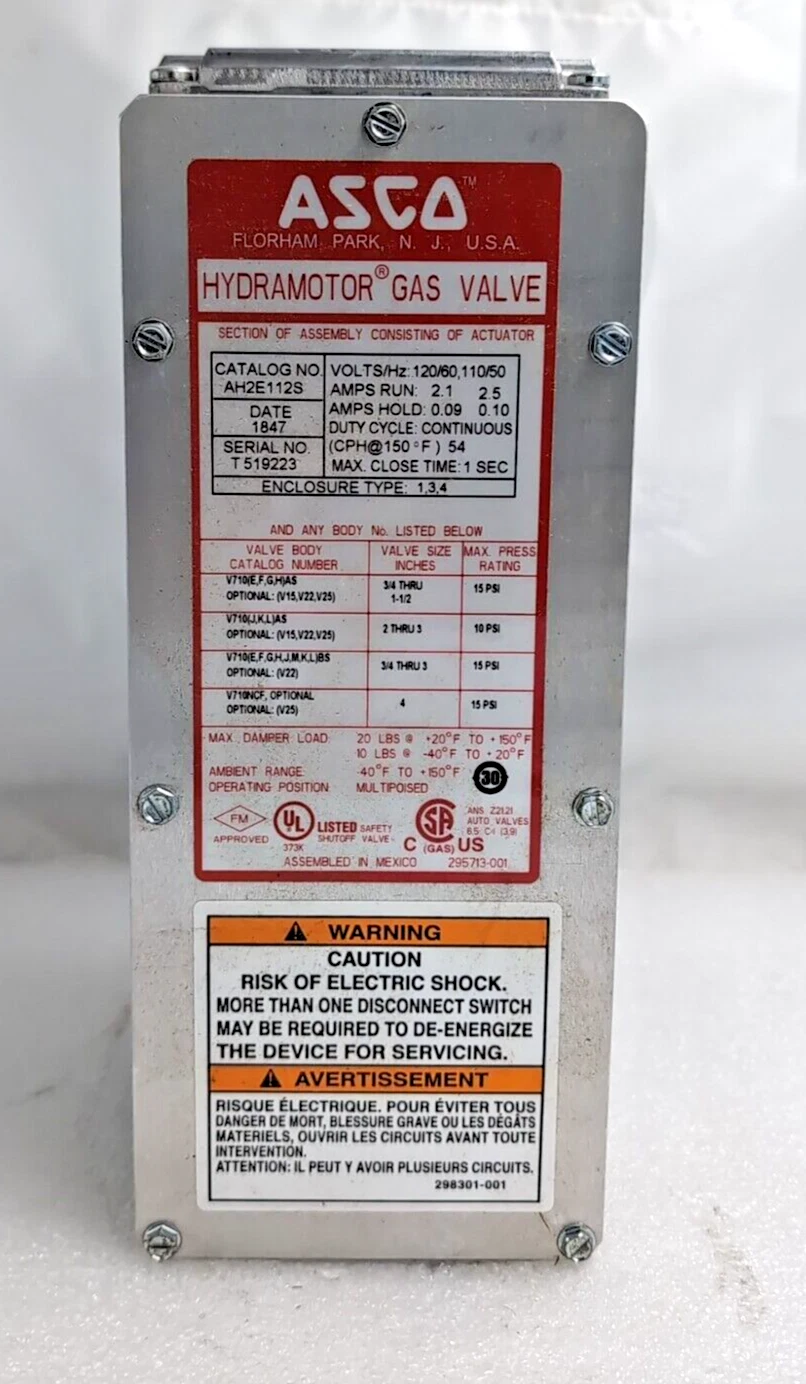 ASCO™
FLORHAM PARK, N. J., U.S.A.
HYDRAMOTOR® GAS VALVE
SECTION OF ASSEMBLY CONSISTING OF ACTUATOR
CATALOG NO.
AH2E112S
DATE
1847
SERIAL NO.
T 519223
VOLTS/Hz: 120/60,110/50
AMPS RUN: 2.1 2.5
AMPS HOLD: 0.09 0.10
DUTY CYCLE: CONTINUOUS
(CPH@150°F) 54
MAX. CLOSE TIME: 1 SEC
ENCLOSURE TYPE: 1,3,4
AND ANY BODY No. LISTED BELOW
VALVE BODY CATALOG NUMBER VALVE SIZE INCHES MAX. PRESS RATING
V710(E,F,G,H)AS
OPTIONAL: (V15,V22,V25)
3/4 THRU
1-1/2
15 PSI
V710(J,K,L)AS
OPTIONAL: (V15,V22,V25)
2 THRU 3
10 PSI
V710(E,F,G,H,J,M,K,L)BS
OPTIONAL: (V22)
3/4 THRU 3
15 PSI
V710NCF, OPTIONAL
OPTIONAL: (V25)
4
15 PSI
MAX. DAMPER LOAD: 20 LBS @ +20°F TO +150°F
10 LBS @ -40°F TO +20°F
AMBIENT RANGE: -40°F TO +150°F 30
OPERATING POSITION: MULTIPOISED
FM
APPROVED
UL
373K
LISTED SAFETY
SHUTOFF VALVE
SA
C (GAS) US
ANS. Z21.21
AUTO VALVES
6.5 C-I (3.9)
ASSEMBLED IN MEXICO 295713-001
WARNING
CAUTION
RISK OF ELECTRIC SHOCK.
MORE THAN ONE DISCONNECT SWITCH
MAY BE REQUIRED TO DE-ENERGIZE
THE DEVICE FOR SERVICING.
AVERTISSEMENT
RISQUE ÉLECTRIQUE. POUR ÉVITER TOUS
DANGER DE MORT, BLESSURE GRAVE OU LES DÉGÂTS
MATERIELS, OUVRIR LES CIRCUITS AVANT TOUTE
INTERVENTION.
ATTENTION: IL PEUT Y AVOIR PLUSIEURS CIRCUITS.
298301-001